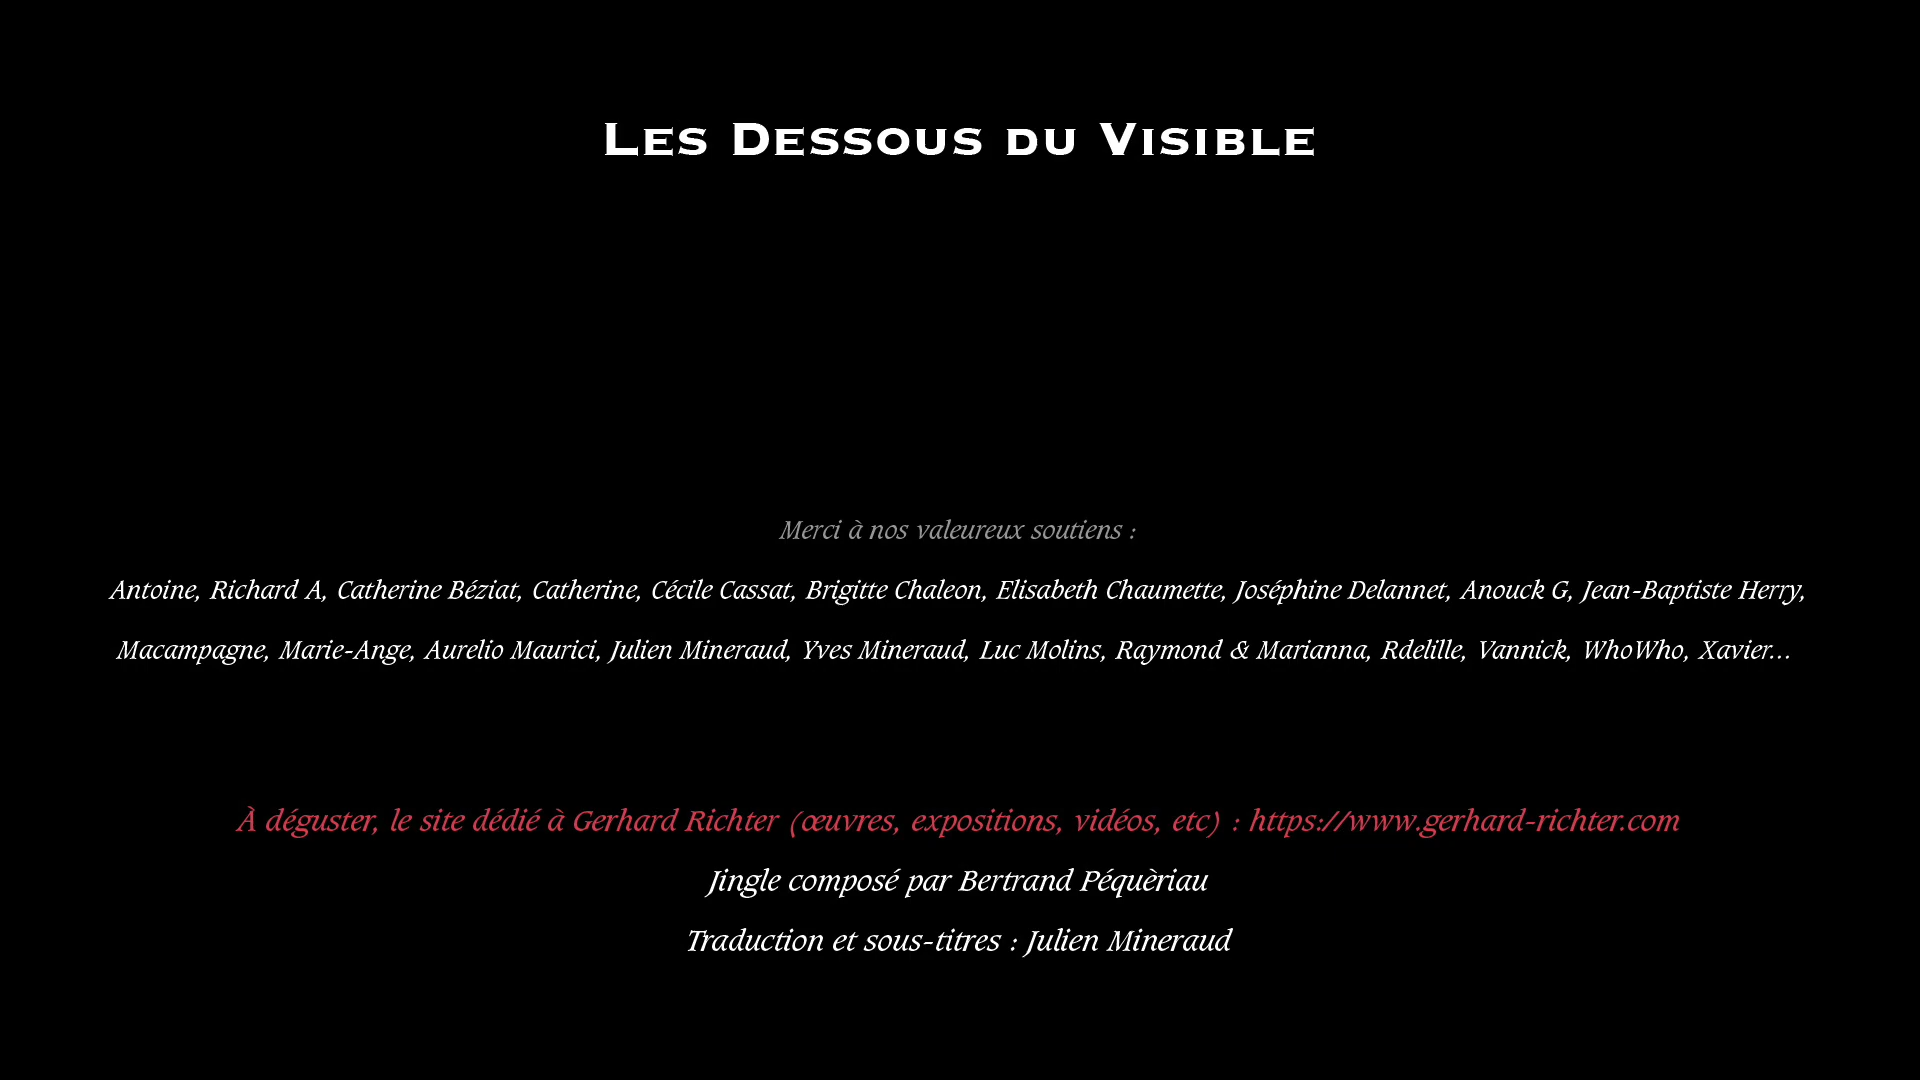 Les Dessous du Visible
Merci à nos valeureux soutiens :
Antoine, Richard A, Catherine Béziat, Catherine, Cécile Cassat, Brigitte Chaleon, Elisabeth Chaumette, Joséphine Delannet, Anouck G, Jean-Baptiste Herry,
Macampagne, Marie-Ange, Aurelio Maurici, Julien Mineraud, Yves Mineraud, Luc Molins, Raymond & Marianna, Rdelille, Vannick, WhoWho, Xavier...
À déguster, le site dédié à Gerhard Richter (œuvres, expositions, vidéos, etc) : https://www.gerhard-richter.com
Jingle composé par Bertrand Péquèriau
Traduction et sous-titres : Julien Mineraud